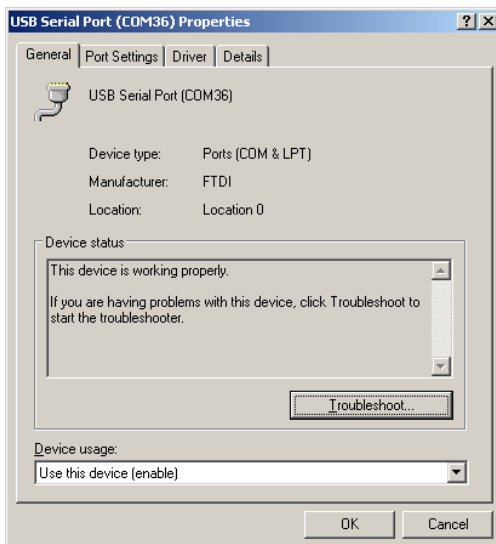 USB Serial Port (COM36) Properties
General Port Settings Driver Details
USB Serial Port (COM36)
Device type: Ports (COM & LPT)
Manufacturer: FTDI
Location: Location 0
Device status
This device is working properly.
If you are having problems with this device, click Troubleshoot to
start the troubleshooter.
Troubleshoot...
Device usage:
Use this device (enable)
OK Cancel